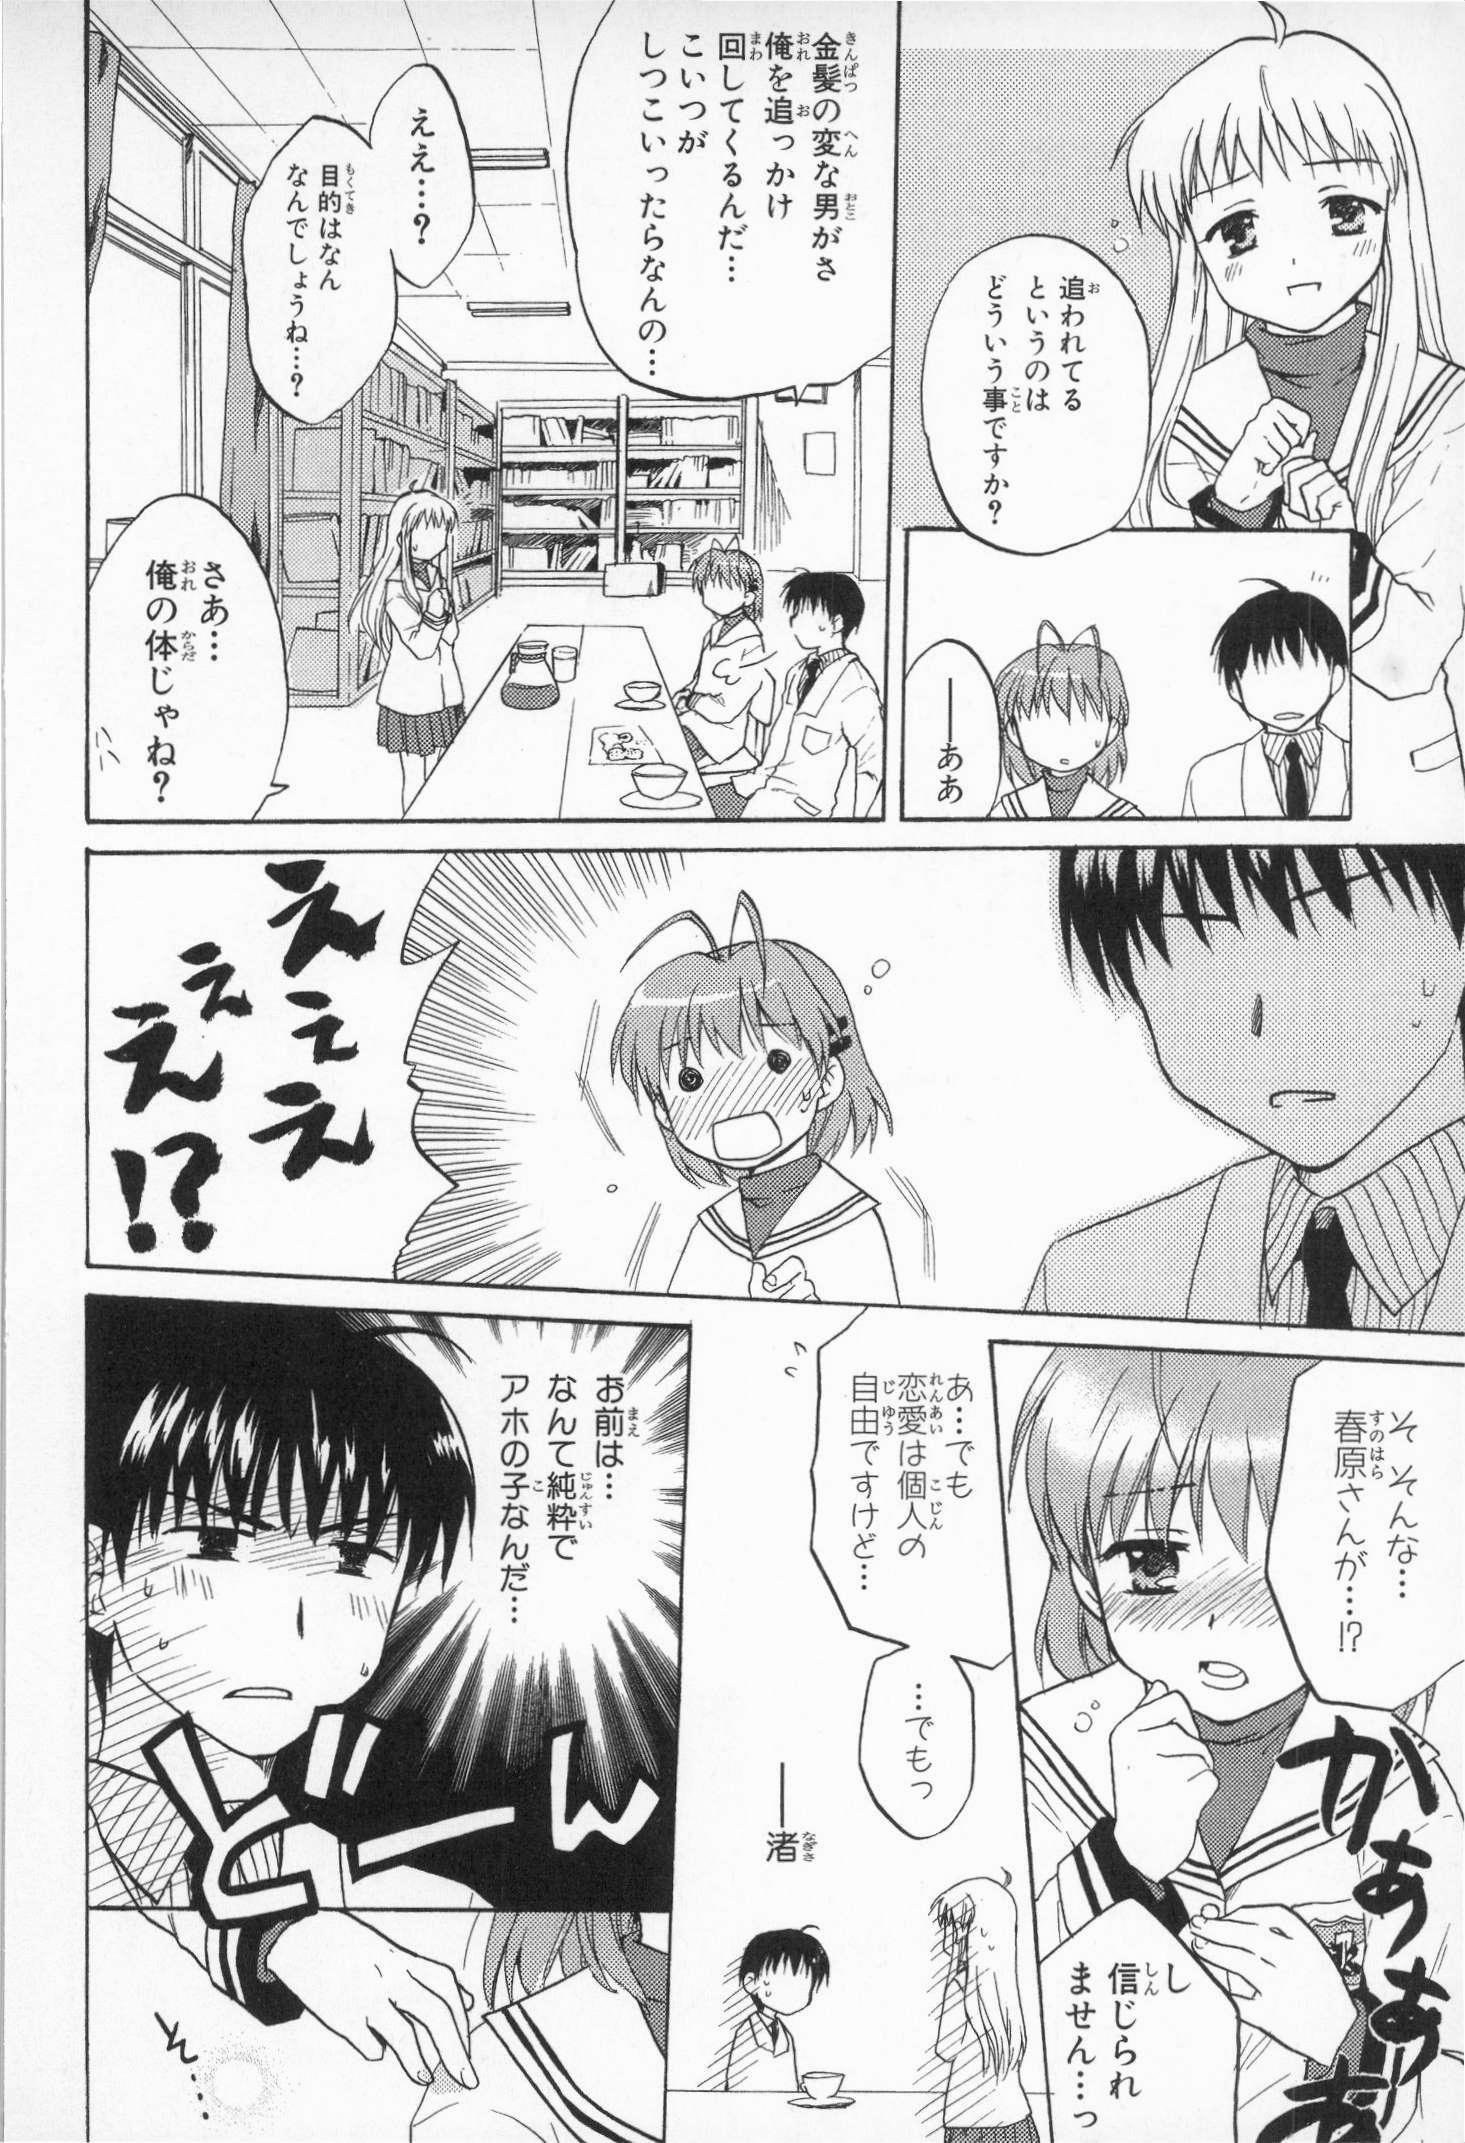 追われてる
というのは
どういう事ですか?
――ああ
金髪の変な男がさ
俺を追っかけ
回してくるんだ…
こいつが
しつこいったらなんの…
ええ…?
目的はなん
なんでしょうね…?
さあ…
俺の体じゃね?
えぇえ
ぇえ!?
そ そんな…
春原さんが…!?
かあああぁー
し
信じられ
ません…っ
あ…でも
恋愛は個人の
自由ですけど…
…でもっ
――渚
お前は…
なんて純粋で
アホの子なんだ…
どーん
そ…